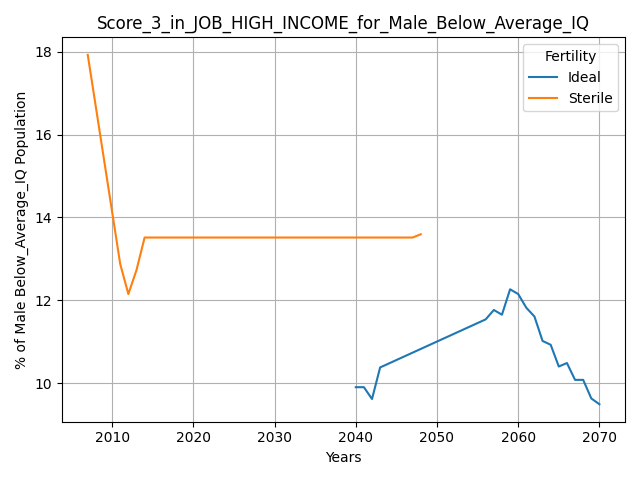 Score_3_in_JOB_HIGH_INCOME_for_Male_Below_Average_IQ
% of Male Below_Average_IQ Population
18
16
14
12
10
Fertility
Ideal
Sterile
2010 2020 2030 2040 2050 2060 2070
Years